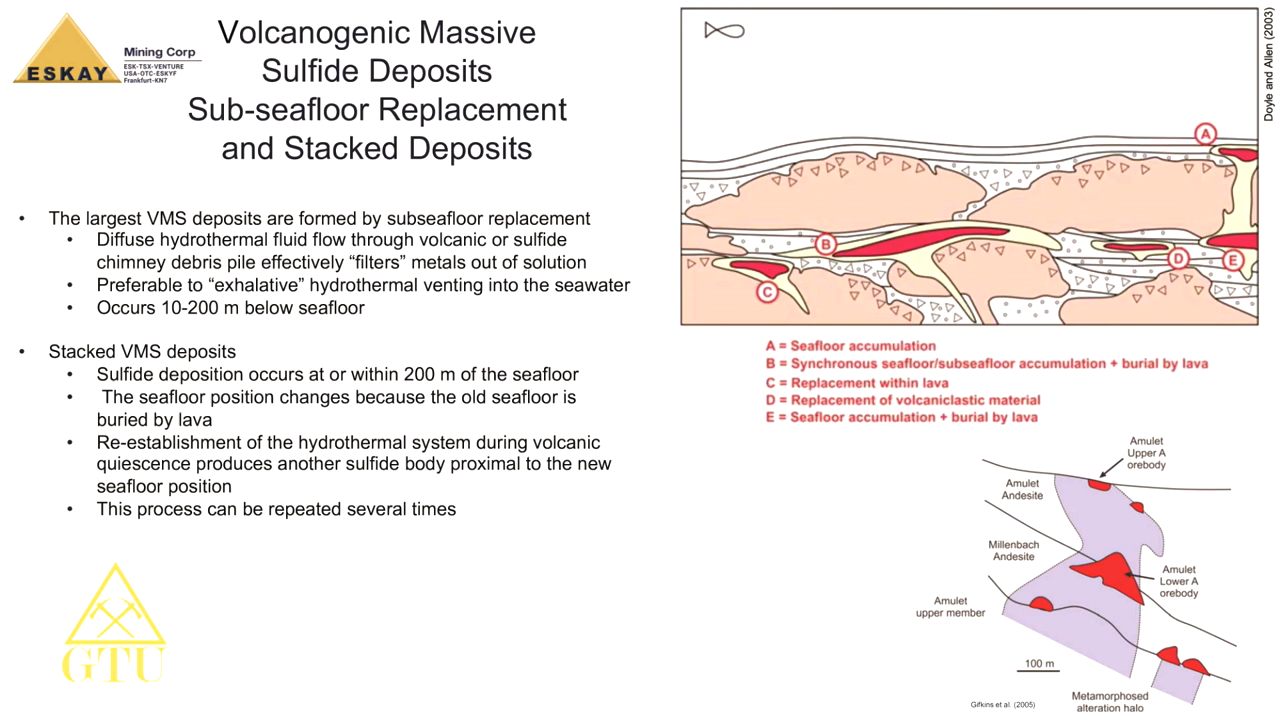 ESKAY
Mining Corp
ESK-TSX-VENTURE
USA-OTC-ESKYF
Frankfurt-KN7
Volcanogenic Massive
Sulfide Deposits
Sub-seafloor Replacement
and Stacked Deposits
• The largest VMS deposits are formed by subseafloor replacement
• Diffuse hydrothermal fluid flow through volcanic or sulfide
chimney debris pile effectively “filters” metals out of solution
• Preferable to “exhalative” hydrothermal venting into the seawater
• Occurs 10-200 m below seafloor
• Stacked VMS deposits
• Sulfide deposition occurs at or within 200 m of the seafloor
• The seafloor position changes because the old seafloor is
buried by lava
• Re-establishment of the hydrothermal system during volcanic
quiescence produces another sulfide body proximal to the new
seafloor position
• This process can be repeated several times
GTU
Doyle and Allen (2003)
A
B
C
D
E
A = Seafloor accumulation
B = Synchronous seafloor/subseafloor accumulation + burial by lava
C = Replacement within lava
D = Replacement of volcaniclastic material
E = Seafloor accumulation + burial by lava
Amulet
Upper A
orebody
Amulet
Andesite
Millenbach
Andesite
Amulet
Lower A
orebody
Amulet
upper member
100 m
Metamorphosed
alteration halo
Gifkins et al. (2005)